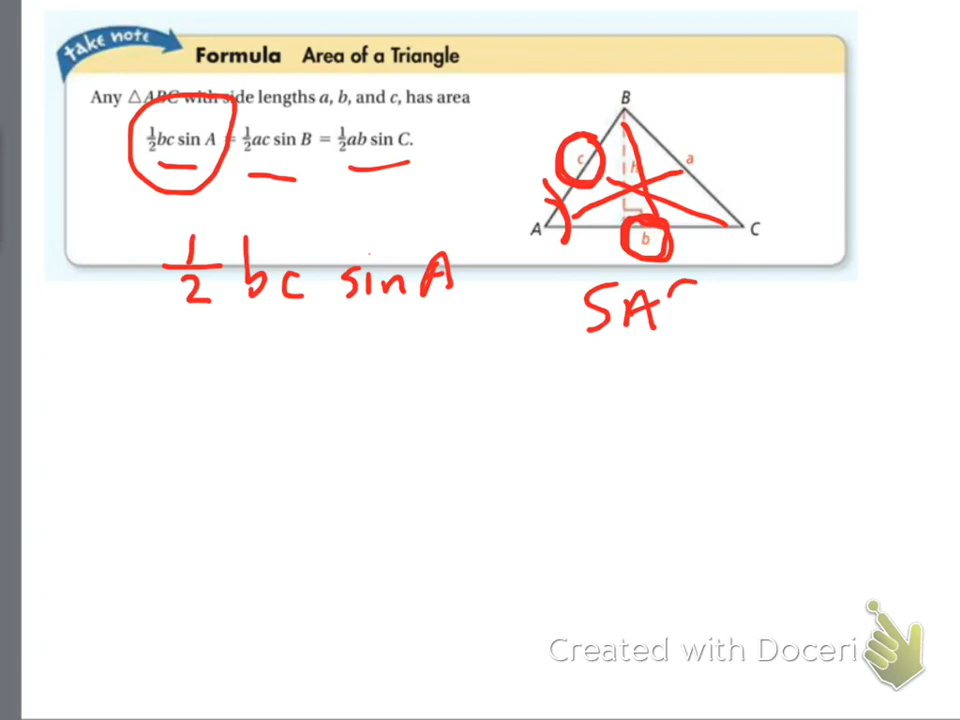 take note
Formula Area of a Triangle
Any △ABC with side lengths a, b, and c, has area
½bc sin A = ½ac sin B = ½ab sin C.
B
c
h
a
A
b
C
½ bc sin A
SA
Created with Doceri